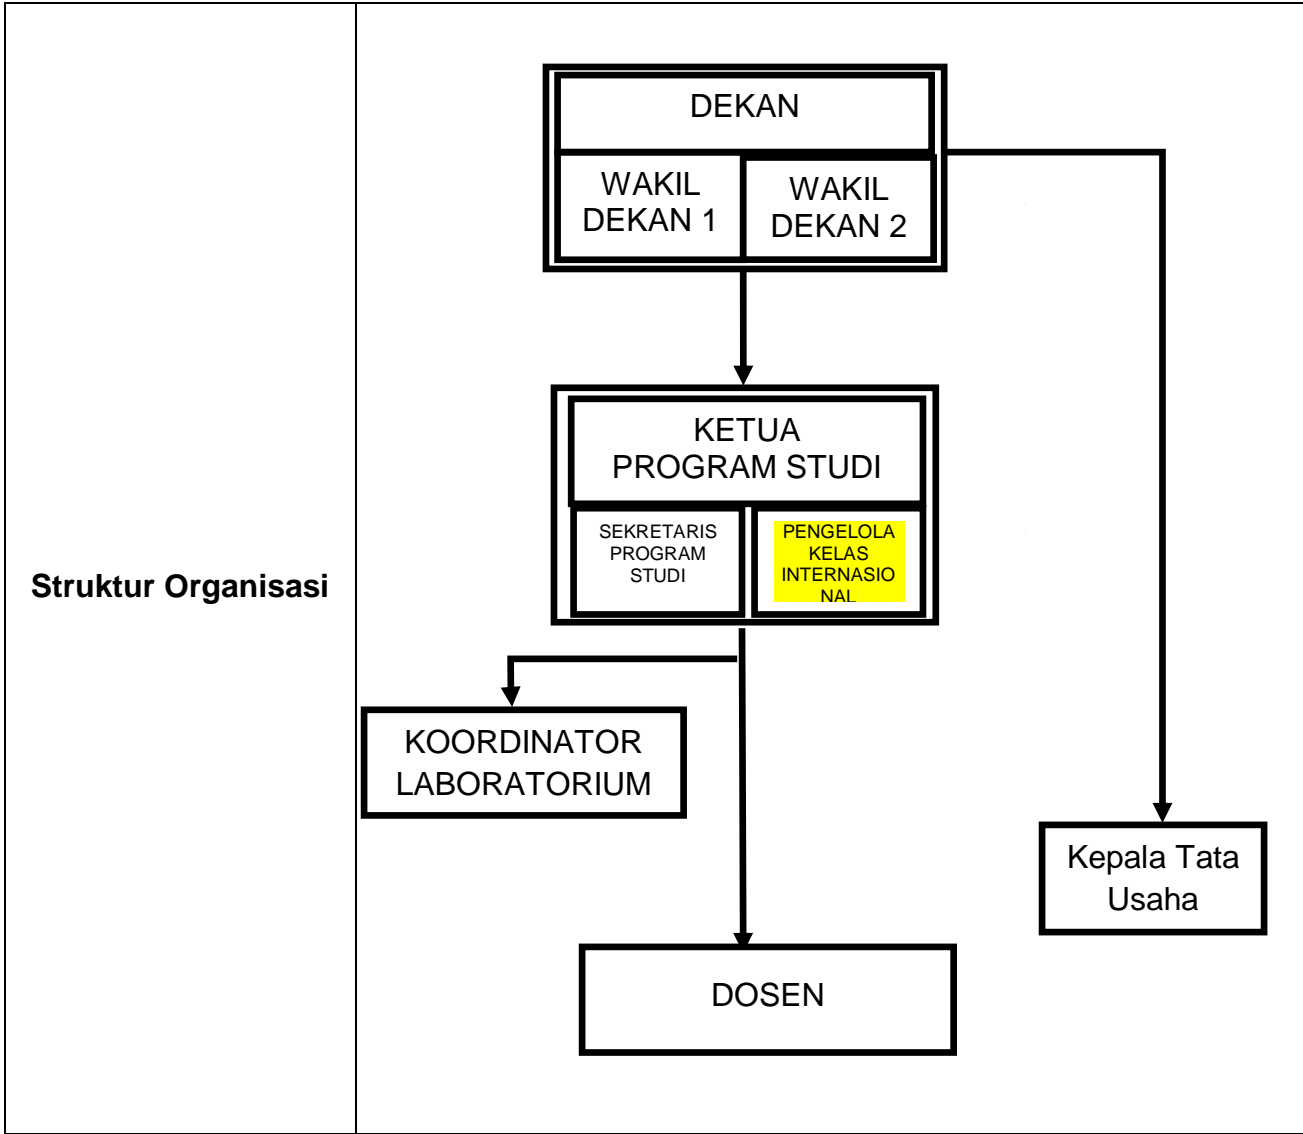 Struktur Organisasi
DEKAN
WAKIL
DEKAN 1
WAKIL
DEKAN 2
KETUA
PROGRAM STUDI
SEKRETARIS
PROGRAM
STUDI
PENGELOLA
KELAS
INTERNASIO
NAL
KOORDINATOR
LABORATORIUM
Kepala Tata
Usaha
DOSEN